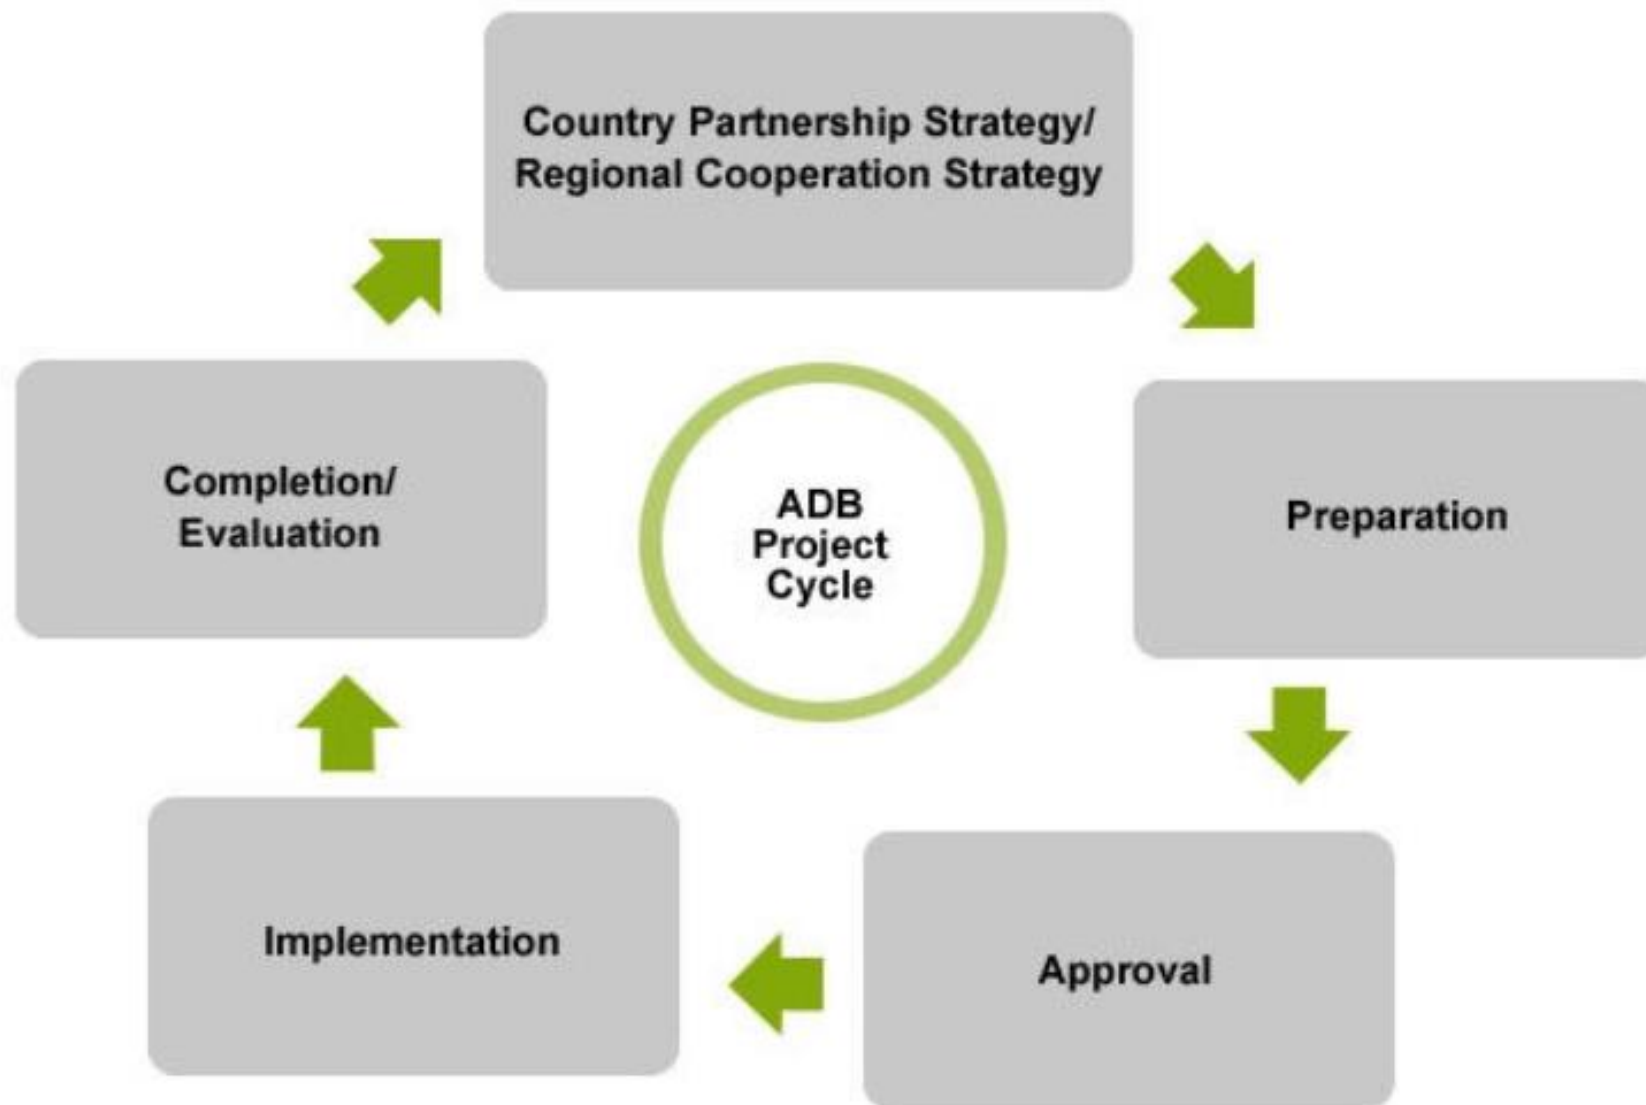 Country Partnership Strategy/
Regional Cooperation Strategy
Preparation
Approval
Implementation
Completion/
Evaluation
ADB
Project
Cycle